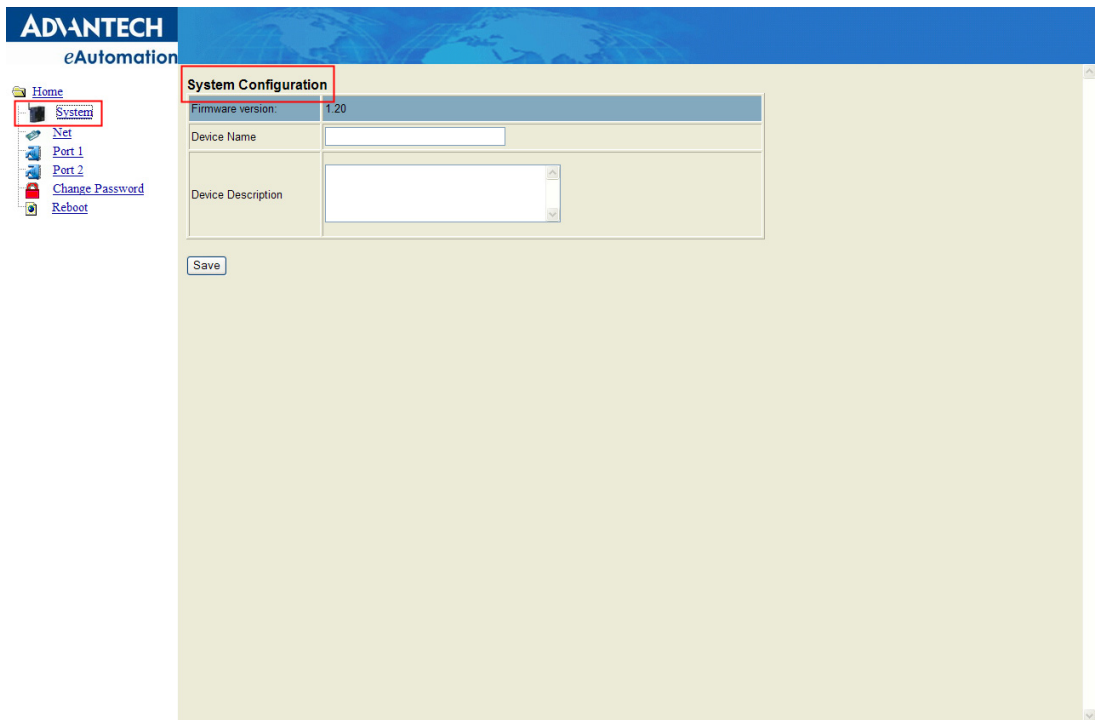 ADVANTECH
eAutomation
Home
System
Net
Port 1
Port 2
Change Password
Reboot
System Configuration
Firmware version: 1.20
Device Name
Device Description
Save